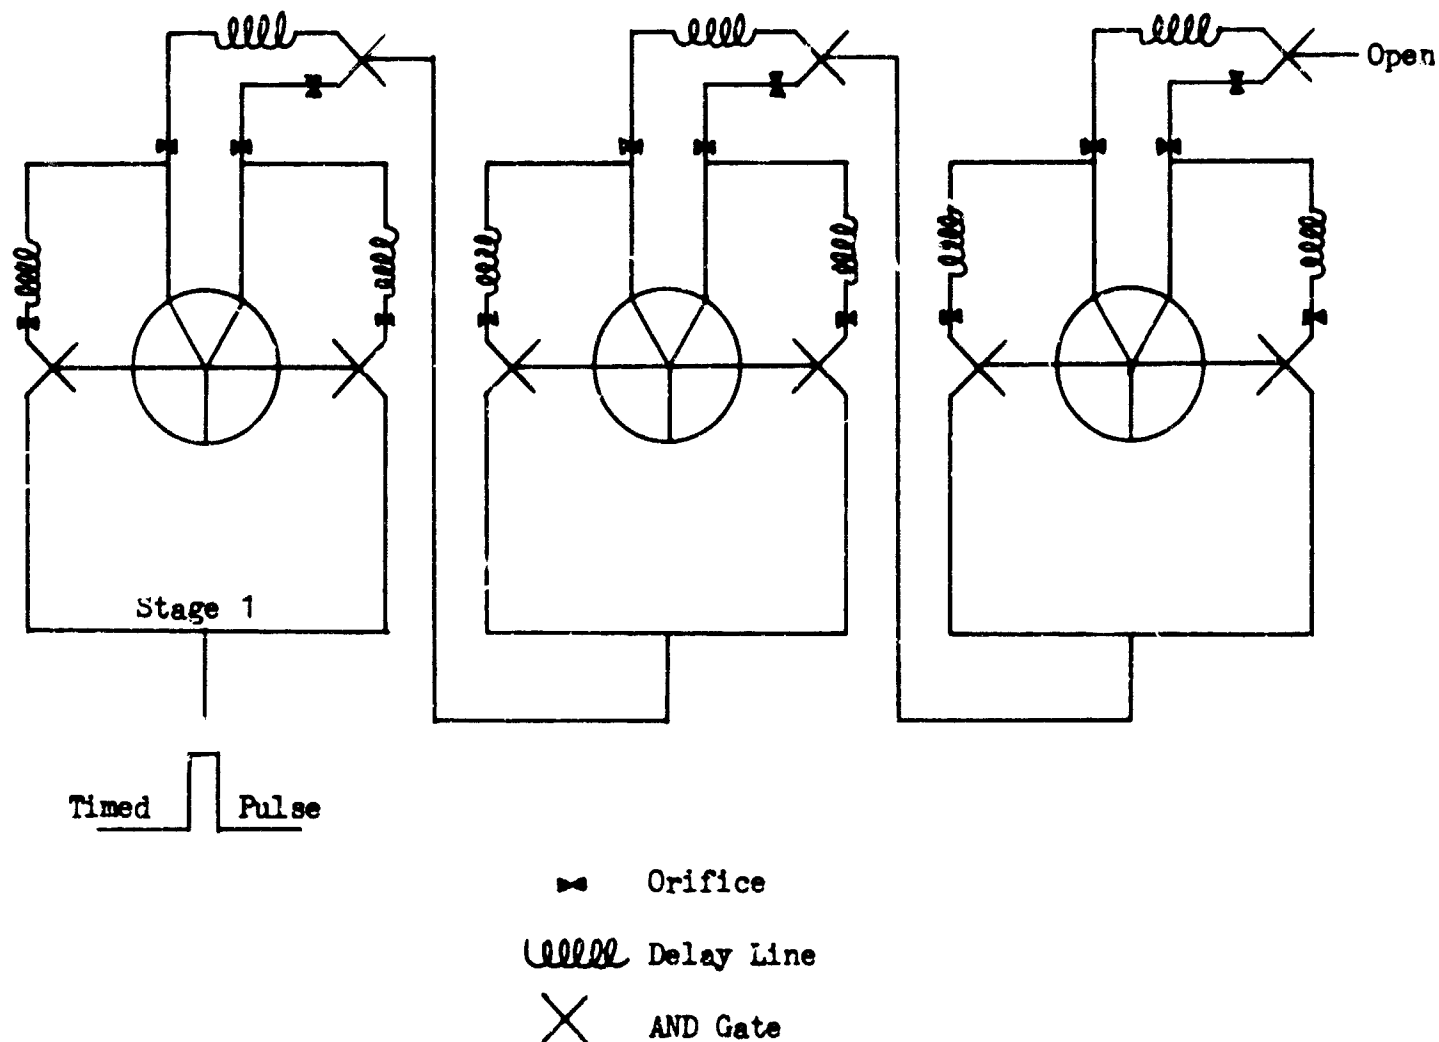 Open
Stage 1
Timed Pulse
Orifice
Delay Line
AND Gate